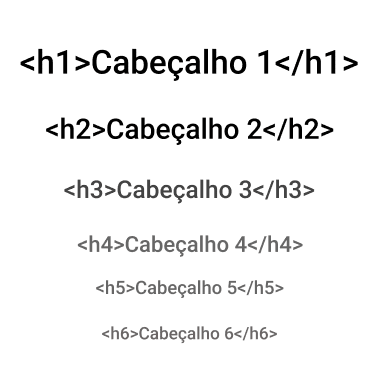 <h1>Cabeçalho 1</h1>
<h2>Cabeçalho 2</h2>
<h3>Cabeçalho 3</h3>
<h4>Cabeçalho 4</h4>
<h5>Cabeçalho 5</h5>
<h6>Cabeçalho 6</h6>